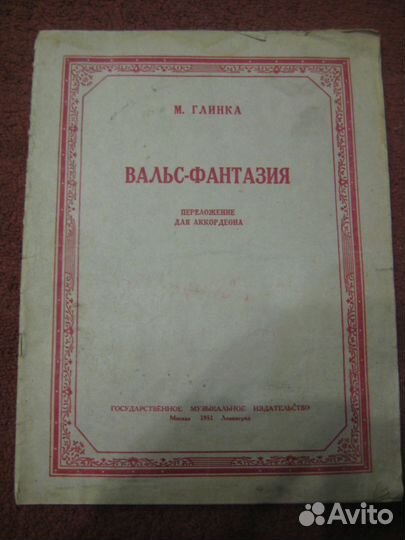 М. ГЛИНКА
ВАЛЬС-ФАНТАЗИЯ
ПЕРЕЛОЖЕНИЕ
ДЛЯ АККОРДЕОНА
ГОСУДАРСТВЕННОЕ МУЗЫКАЛЬНОЕ ИЗДАТЕЛЬСТВО
Москва 1951 Ленинград
Avito